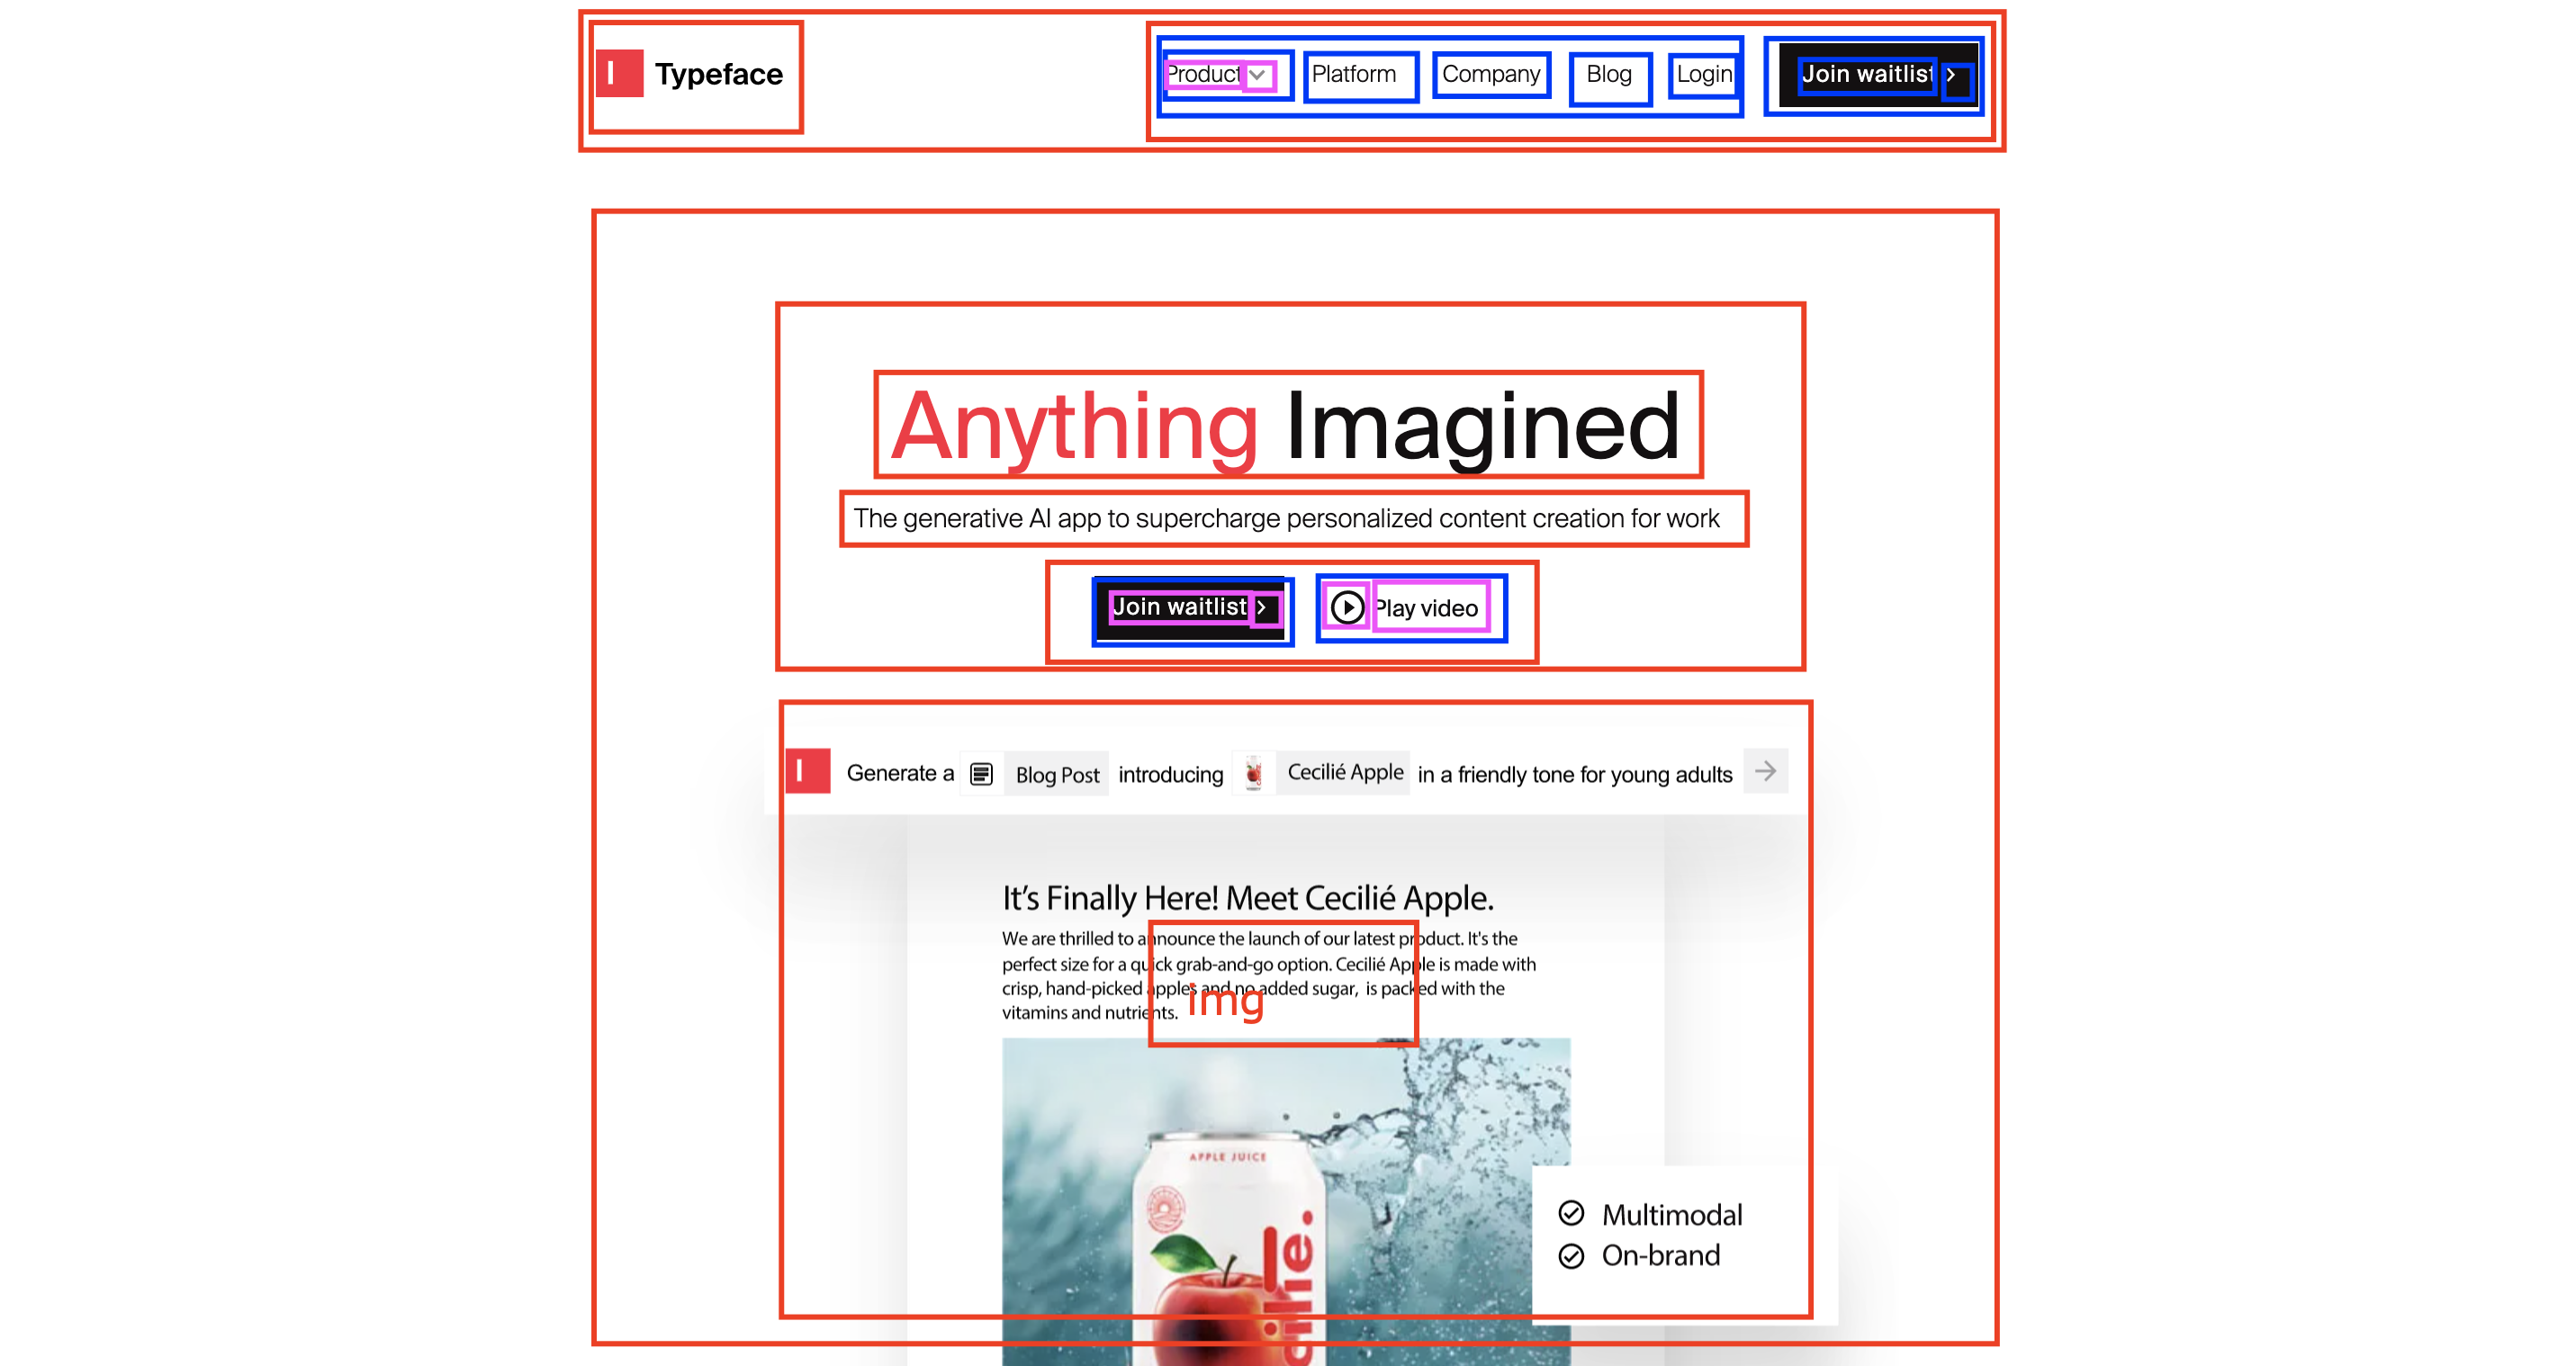 Typeface
Product Platform Company Blog Login Join waitlist >
Anything Imagined
The generative AI app to supercharge personalized content creation for work
Join waitlist > Play video
Generate a Blog Post introducing Cecilié Apple in a friendly tone for young adults
It’s Finally Here! Meet Cecilié Apple.
We are thrilled to announce the launch of our latest product. It's the
perfect size for a quick grab-and-go option. Cecilié Apple is made with
crisp, hand-picked apples and no added sugar, is packed with the
vitamins and nutrients.
img
APPLE JUICE
Multimodal
On-brand